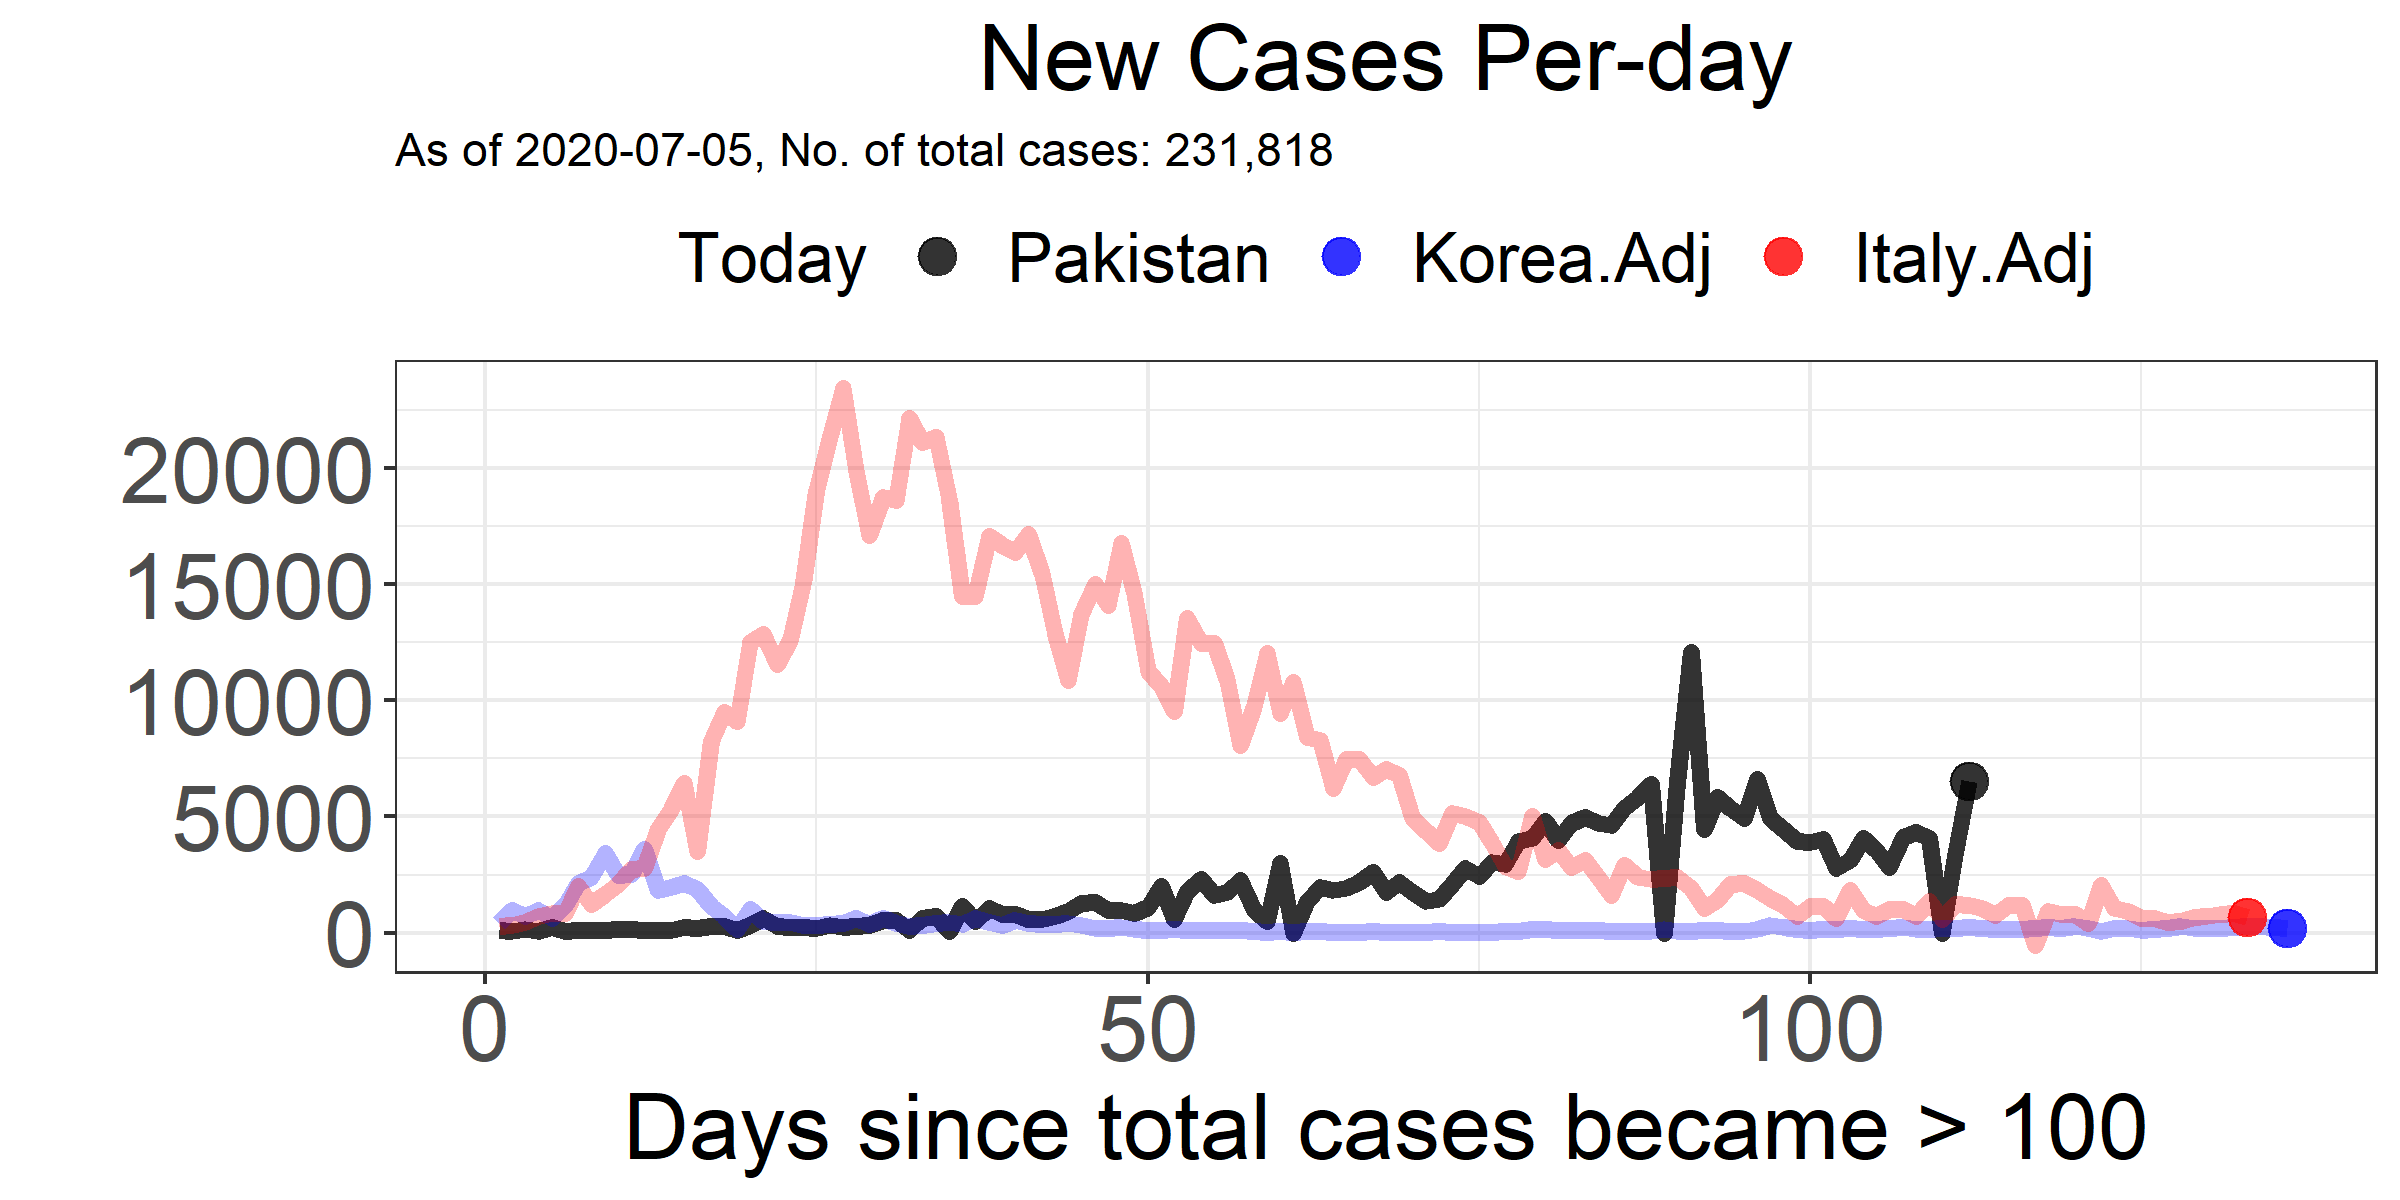 New Cases Per-day
As of 2020-07-05, No. of total cases: 231,818
Today Pakistan Korea.Adj Italy.Adj
20000
15000
10000
5000
0
0 50 100
Days since total cases became > 100